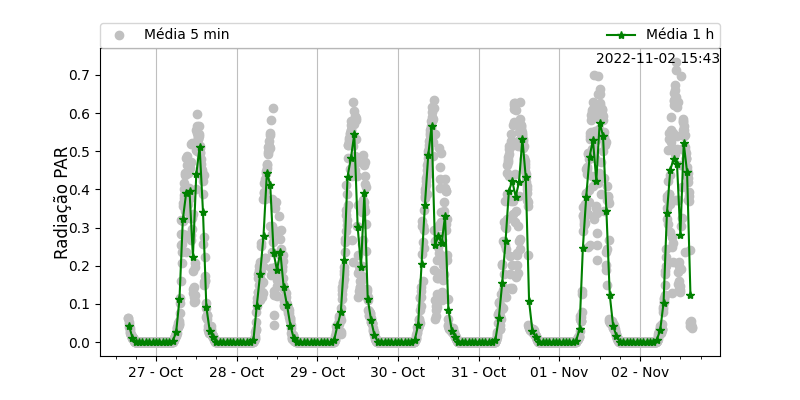 Média 5 min
Média 1 h
2022-11-02 15:43
Radiação PAR
0.7
0.6
0.5
0.4
0.3
0.2
0.1
0.0
27 - Oct
28 - Oct
29 - Oct
30 - Oct
31 - Oct
01 - Nov
02 - Nov